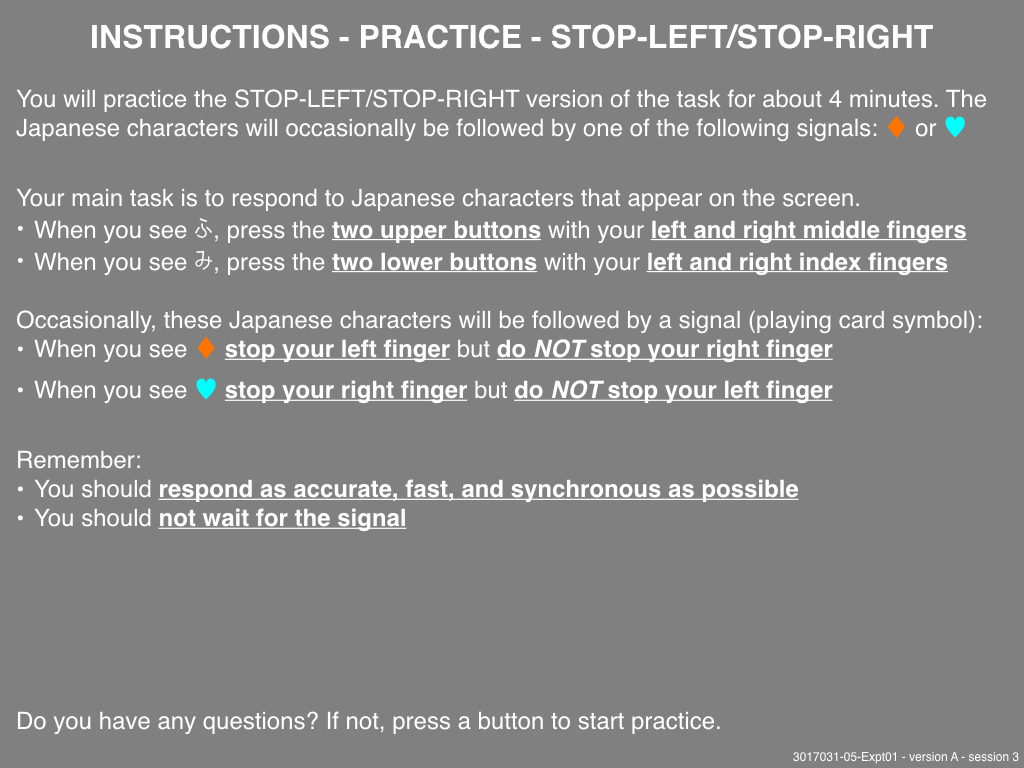 INSTRUCTIONS - PRACTICE - STOP-LEFT/STOP-RIGHT
You will practice the STOP-LEFT/STOP-RIGHT version of the task for about 4 minutes. The
Japanese characters will occasionally be followed by one of the following signals: ♦ or ♥
Your main task is to respond to Japanese characters that appear on the screen.
• When you see ふ, press the two upper buttons with your left and right middle fingers
• When you see み, press the two lower buttons with your left and right index fingers
Occasionally, these Japanese characters will be followed by a signal (playing card symbol):
• When you see ♦ stop your left finger but do NOT stop your right finger
• When you see ♥ stop your right finger but do NOT stop your left finger
Remember:
• You should respond as accurate, fast, and synchronous as possible
• You should not wait for the signal
Do you have any questions? If not, press a button to start practice.
3017031-05-Expt01 - version A - session 3